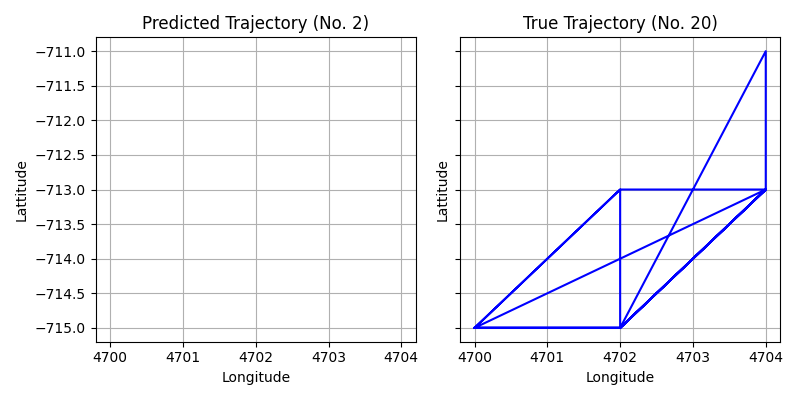 Predicted Trajectory (No. 2)
True Trajectory (No. 20)
−711.0
−711.5
−712.0
−712.5
−713.0
−713.5
−714.0
−714.5
−715.0
Lattitude
Lattitude
4700 4701 4702 4703 4704
4700 4701 4702 4703 4704
Longitude
Longitude